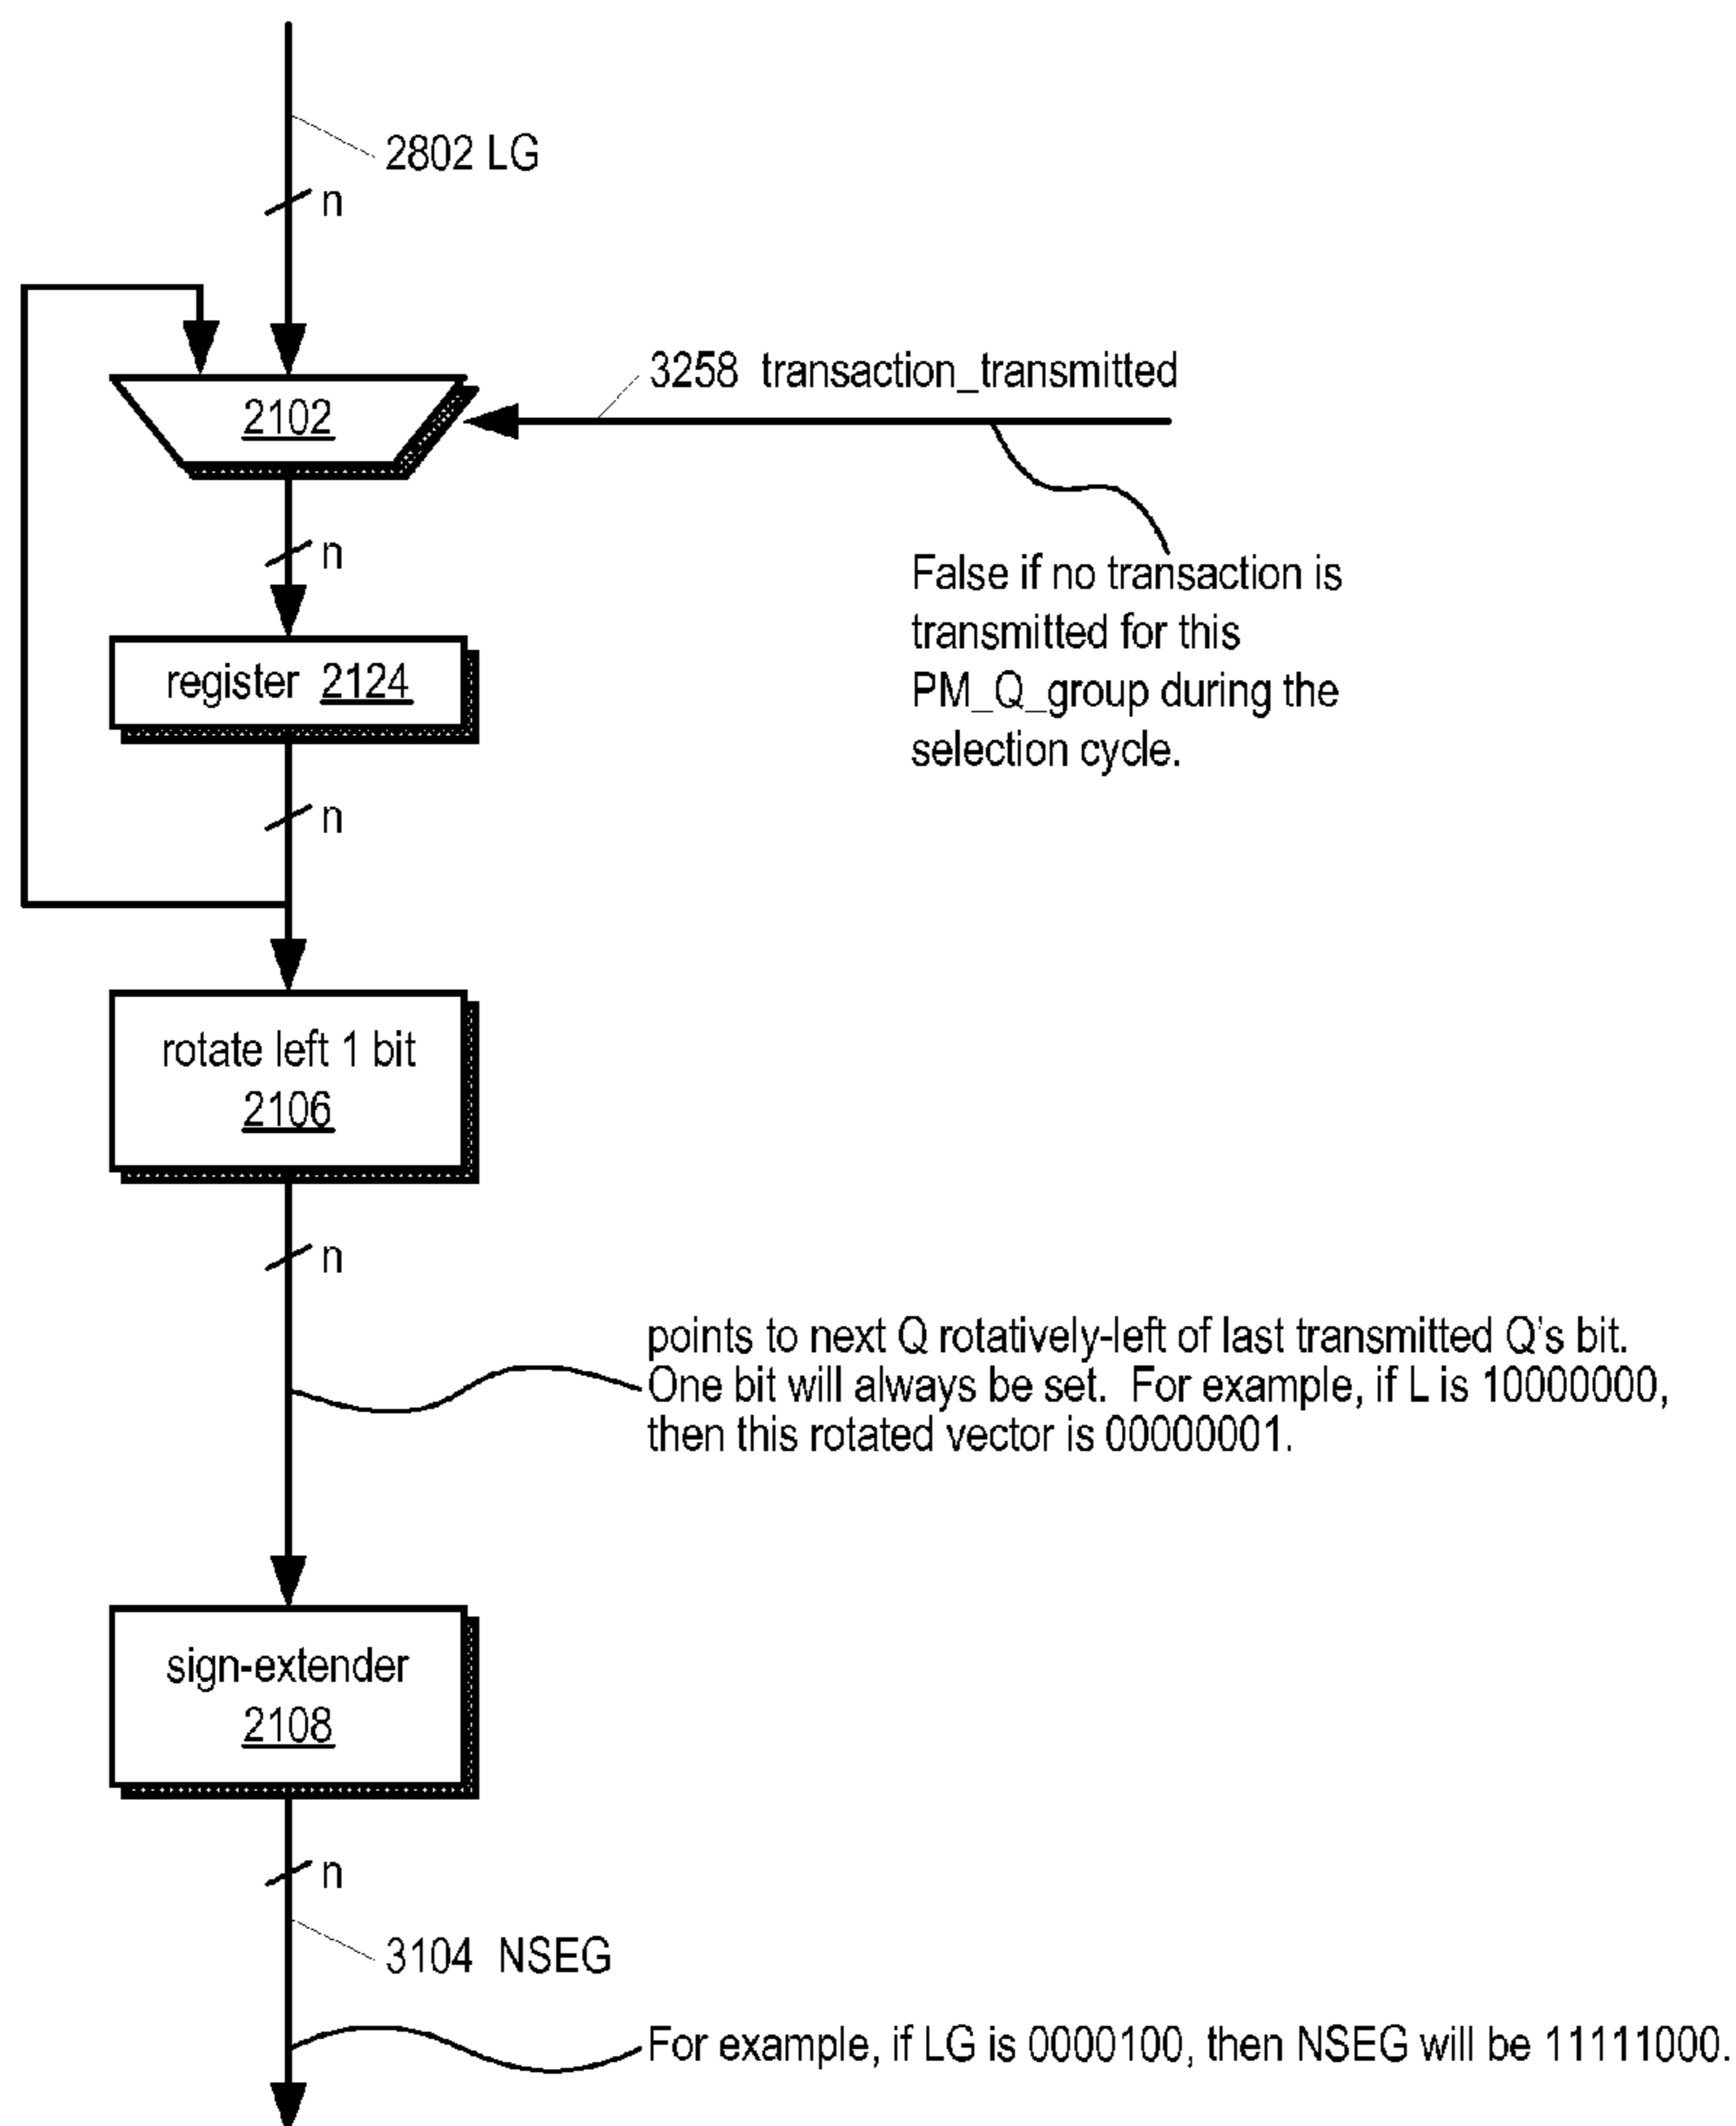 2802 LG
n
3258 transaction_transmitted
2102
n
False if no transaction is
transmitted for this
PM_Q_group during the
selection cycle.
register 2124
n
rotate left 1 bit
2106
n
points to next Q rotatively-left of last transmitted Q's bit.
One bit will always be set. For example, if L is 10000000,
then this rotated vector is 00000001.
sign-extender
2108
n
3104 NSEG
For example, if LG is 0000100, then NSEG will be 11111000.